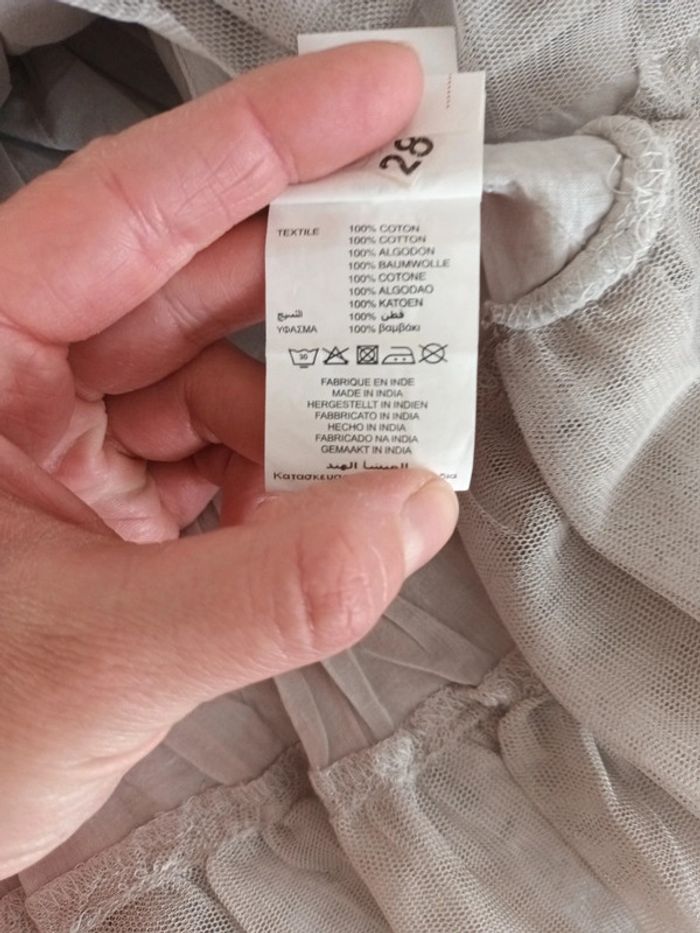 28
TEXTILE 100% COTON
100% COTTON
100% ALGODON
100% BAUMWOLLE
100% COTONE
100% ALGODAO
100% KATOEN
النسيج 100% قطن
ΥΦΑΣΜΑ 100% βαμβάκι
30
FABRIQUE EN INDE
MADE IN INDIA
HERGESTELLT IN INDIEN
FABBRICATO IN INDIA
HECHO IN INDIA
FABRICADO NA INDIA
GEMAAKT IN INDIA
الهند